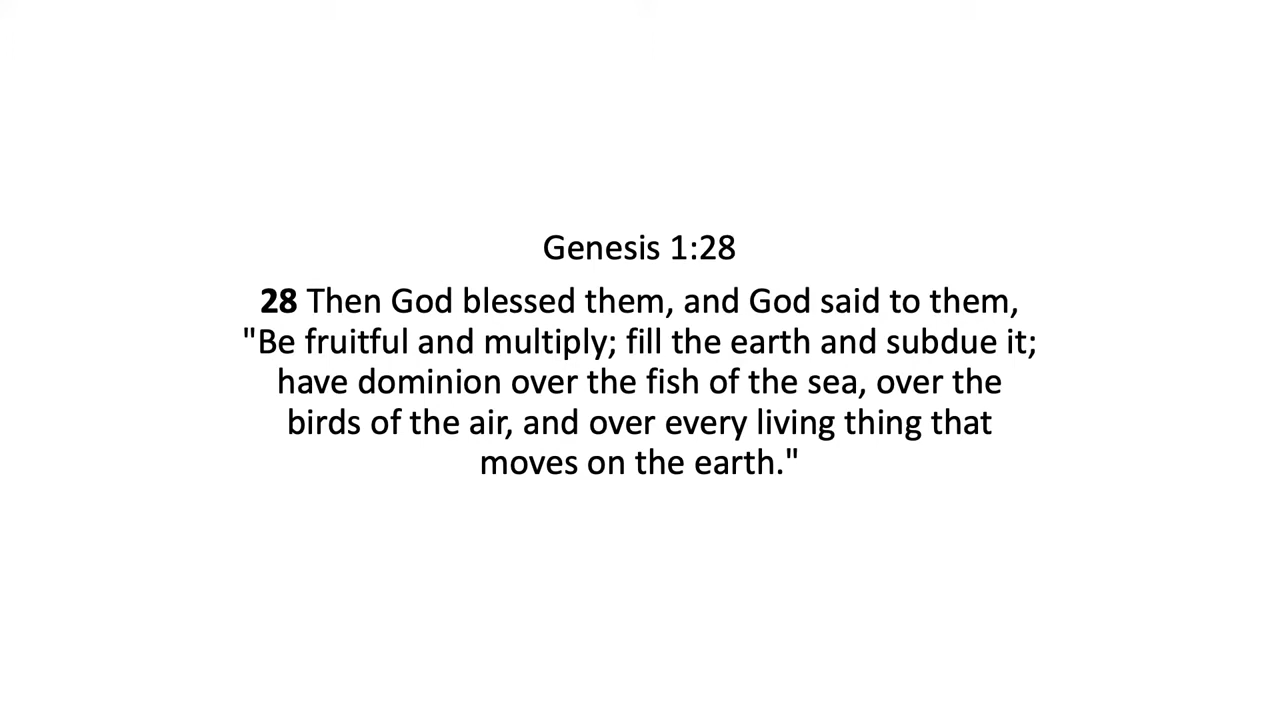 Genesis 1:28
28 Then God blessed them, and God said to them,
"Be fruitful and multiply; fill the earth and subdue it;
have dominion over the fish of the sea, over the
birds of the air, and over every living thing that
moves on the earth."